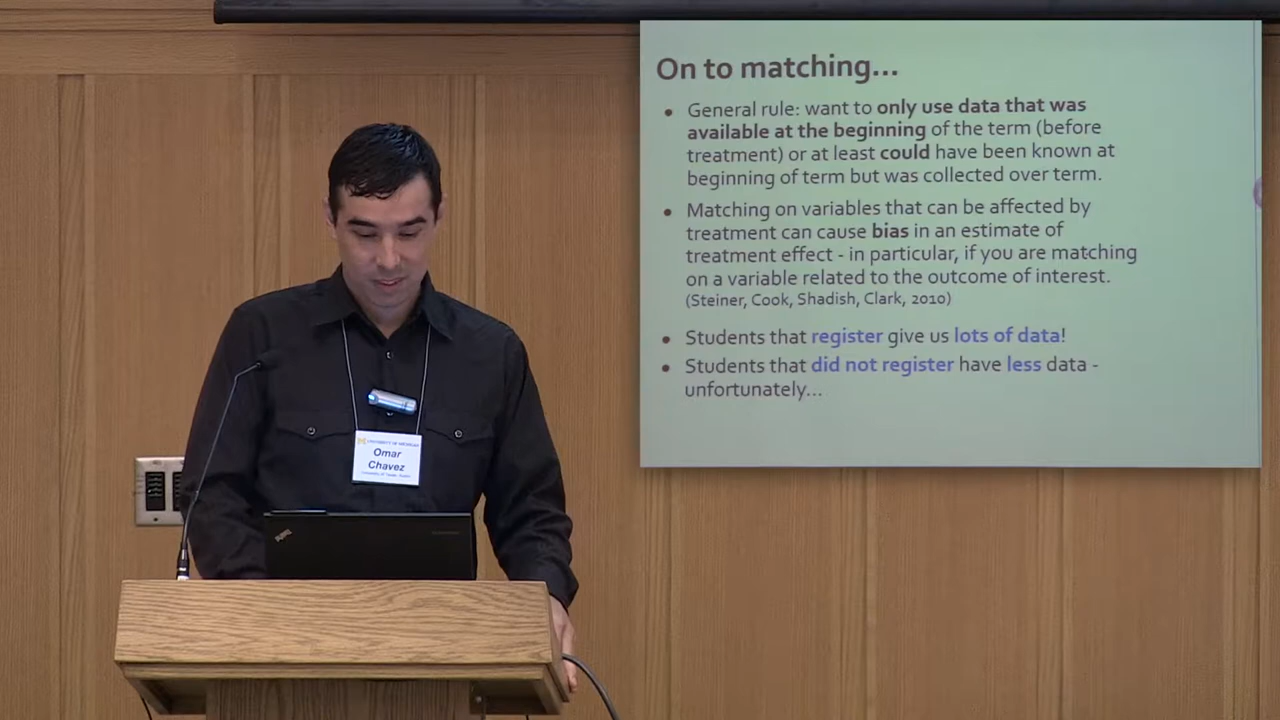 On to matching...
• General rule: want to only use data that was
available at the beginning of the term (before
treatment) or at least could have been known at
beginning of term but was collected over term.
• Matching on variables that can be affected by
treatment can cause bias in an estimate of
treatment effect - in particular, if you are matching
on a variable related to the outcome of interest.
(Steiner, Cook, Shadish, Clark, 2010)
• Students that register give us lots of data!
• Students that did not register have less data -
unfortunately...
UNIVERSITY OF MICHIGAN
Omar
Chavez